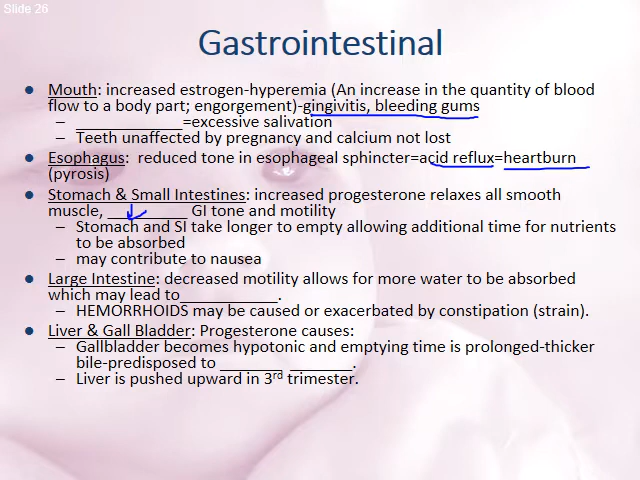 Slide 26
Gastrointestinal
• Mouth: increased estrogen-hyperemia (An increase in the quantity of blood
flow to a body part; engorgement)-gingivitis, bleeding gums
– ____________=excessive salivation
– Teeth unaffected by pregnancy and calcium not lost
• Esophagus: reduced tone in esophageal sphincter=acid reflux=heartburn
(pyrosis)
• Stomach & Small Intestines: increased progesterone relaxes all smooth
muscle, ____↓____ GI tone and motility
– Stomach and SI take longer to empty allowing additional time for nutrients
to be absorbed
– may contribute to nausea
• Large Intestine: decreased motility allows for more water to be absorbed
which may lead to___________.
– HEMORRHOIDS may be caused or exacerbated by constipation (strain).
• Liver & Gall Bladder: Progesterone causes:
– Gallbladder becomes hypotonic and emptying time is prolonged-thicker
bile-predisposed to _______ _______.
– Liver is pushed upward in 3rd trimester.